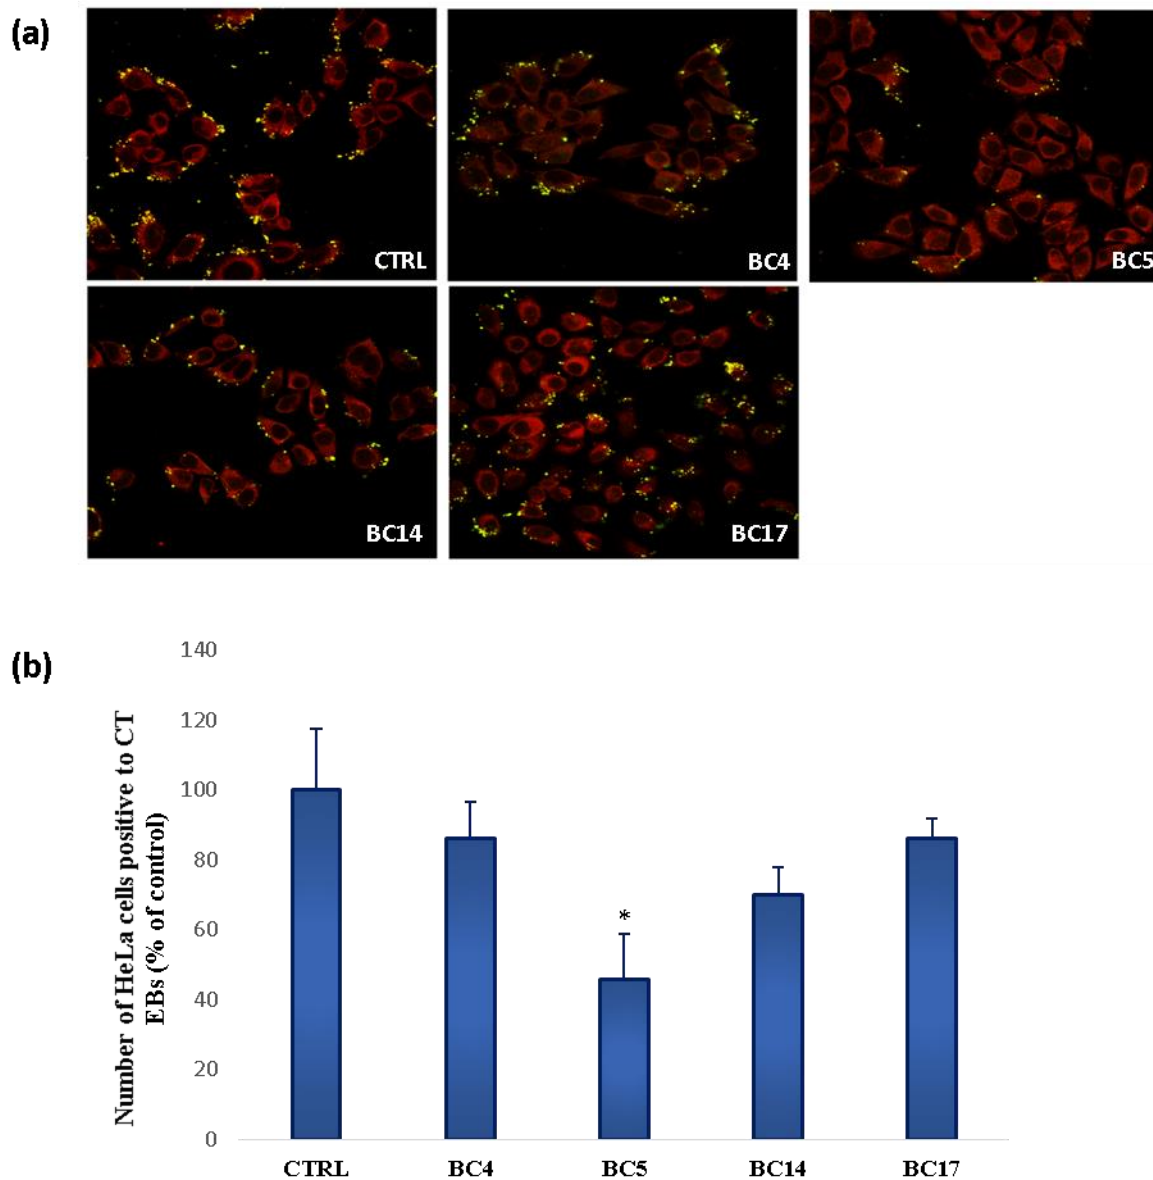 (a)
CTRL
BC4
BC5
BC14
BC17
(b)
Number of HeLa cells positive to CT
EBs (% of control)
140
120
100
80
60
40
20
0
*
CTRL
BC4
BC5
BC14
BC17